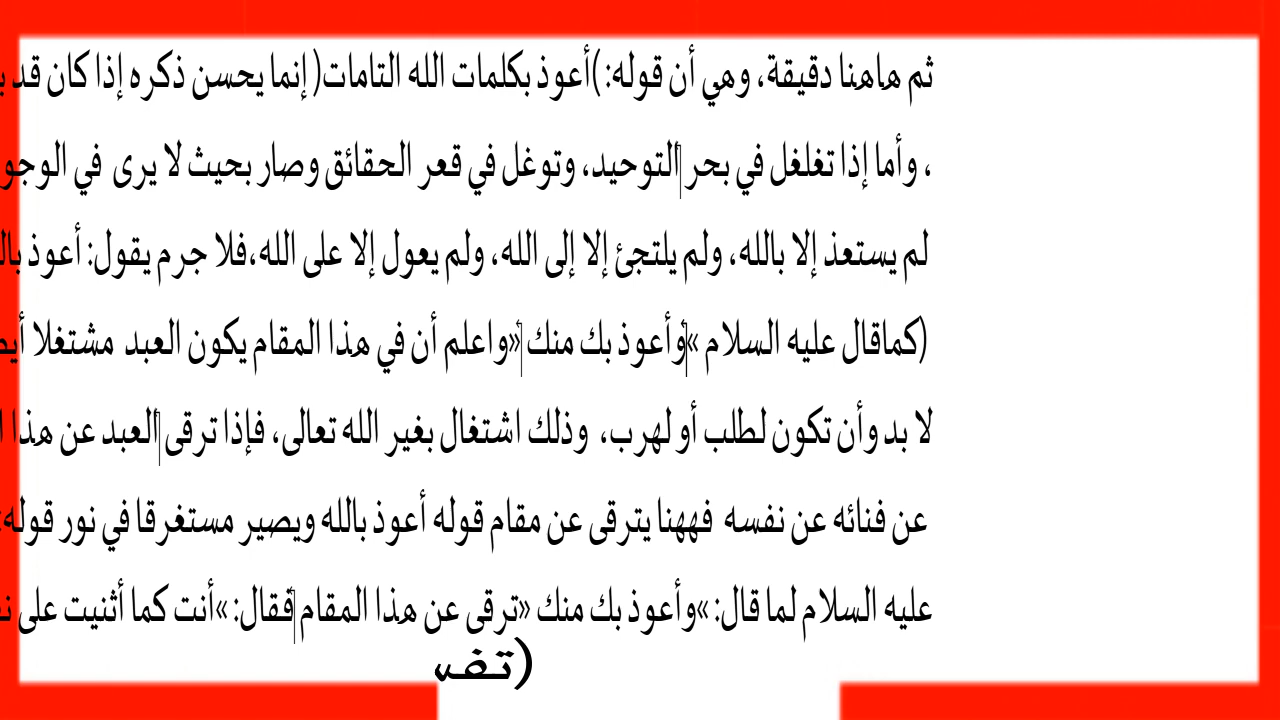 ثم هاهنا دقيقة، وهي أن قوله: )أعوذ بكلمات الله التامات( إنما يحسن ذكره إذا كان قد
، وأما إذا تغلغل في بحر التوحيد، وتوغل في قعر الحقائق وصار بحيث لا يرى في
لم يستعذ إلا بالله، ولم يلتجئ إلا إلى الله، ولم يعول إلا على الله،فلا جرم يقول: أعوذ
(كماقال عليه السلام »وأعوذ بك منك «واعلم أن في هذا المقام يكون العبد مشتغلا
لا بد وأن تكون لطلب أو لهرب، وذلك اشتغال بغير الله تعالى، فإذا ترقى العبد عن هذا
عن فنائه عن نفسه فههنا يترقى عن مقام قوله أعوذ بالله ويصير مستغرقا في نور قوله:
عليه السلام لما قال: »وأعوذ بك منك «ترقى عن هذا المقام فقال: »أنت كما أثنيت على